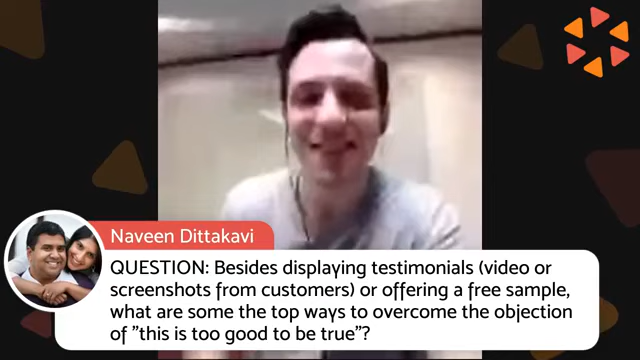 Naveen Dittakavi
QUESTION: Besides displaying testimonials (video or
screenshots from customers) or offering a free sample,
what are some the top ways to overcome the objection
of "this is too good to be true"?